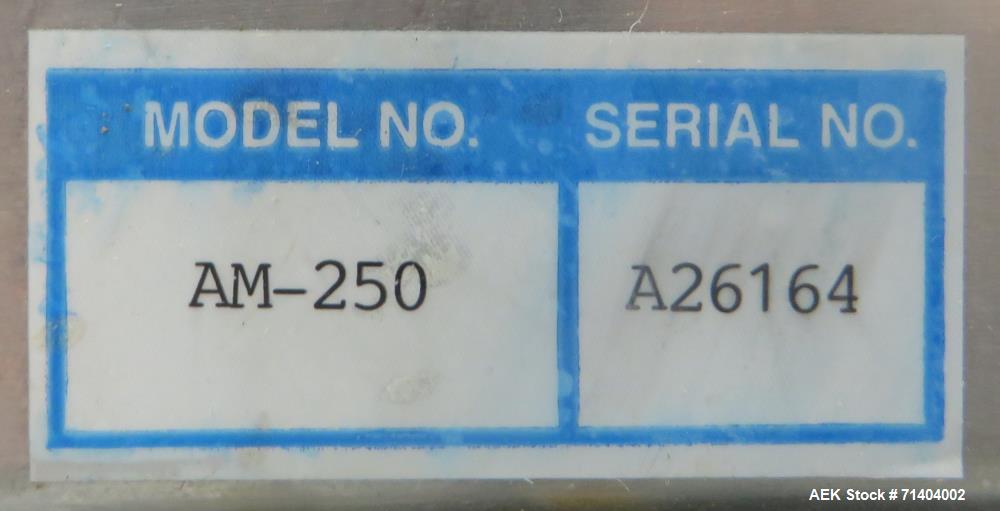 MODEL NO. SERIAL NO.
AM-250 A26164
AEK Stock # 71404002